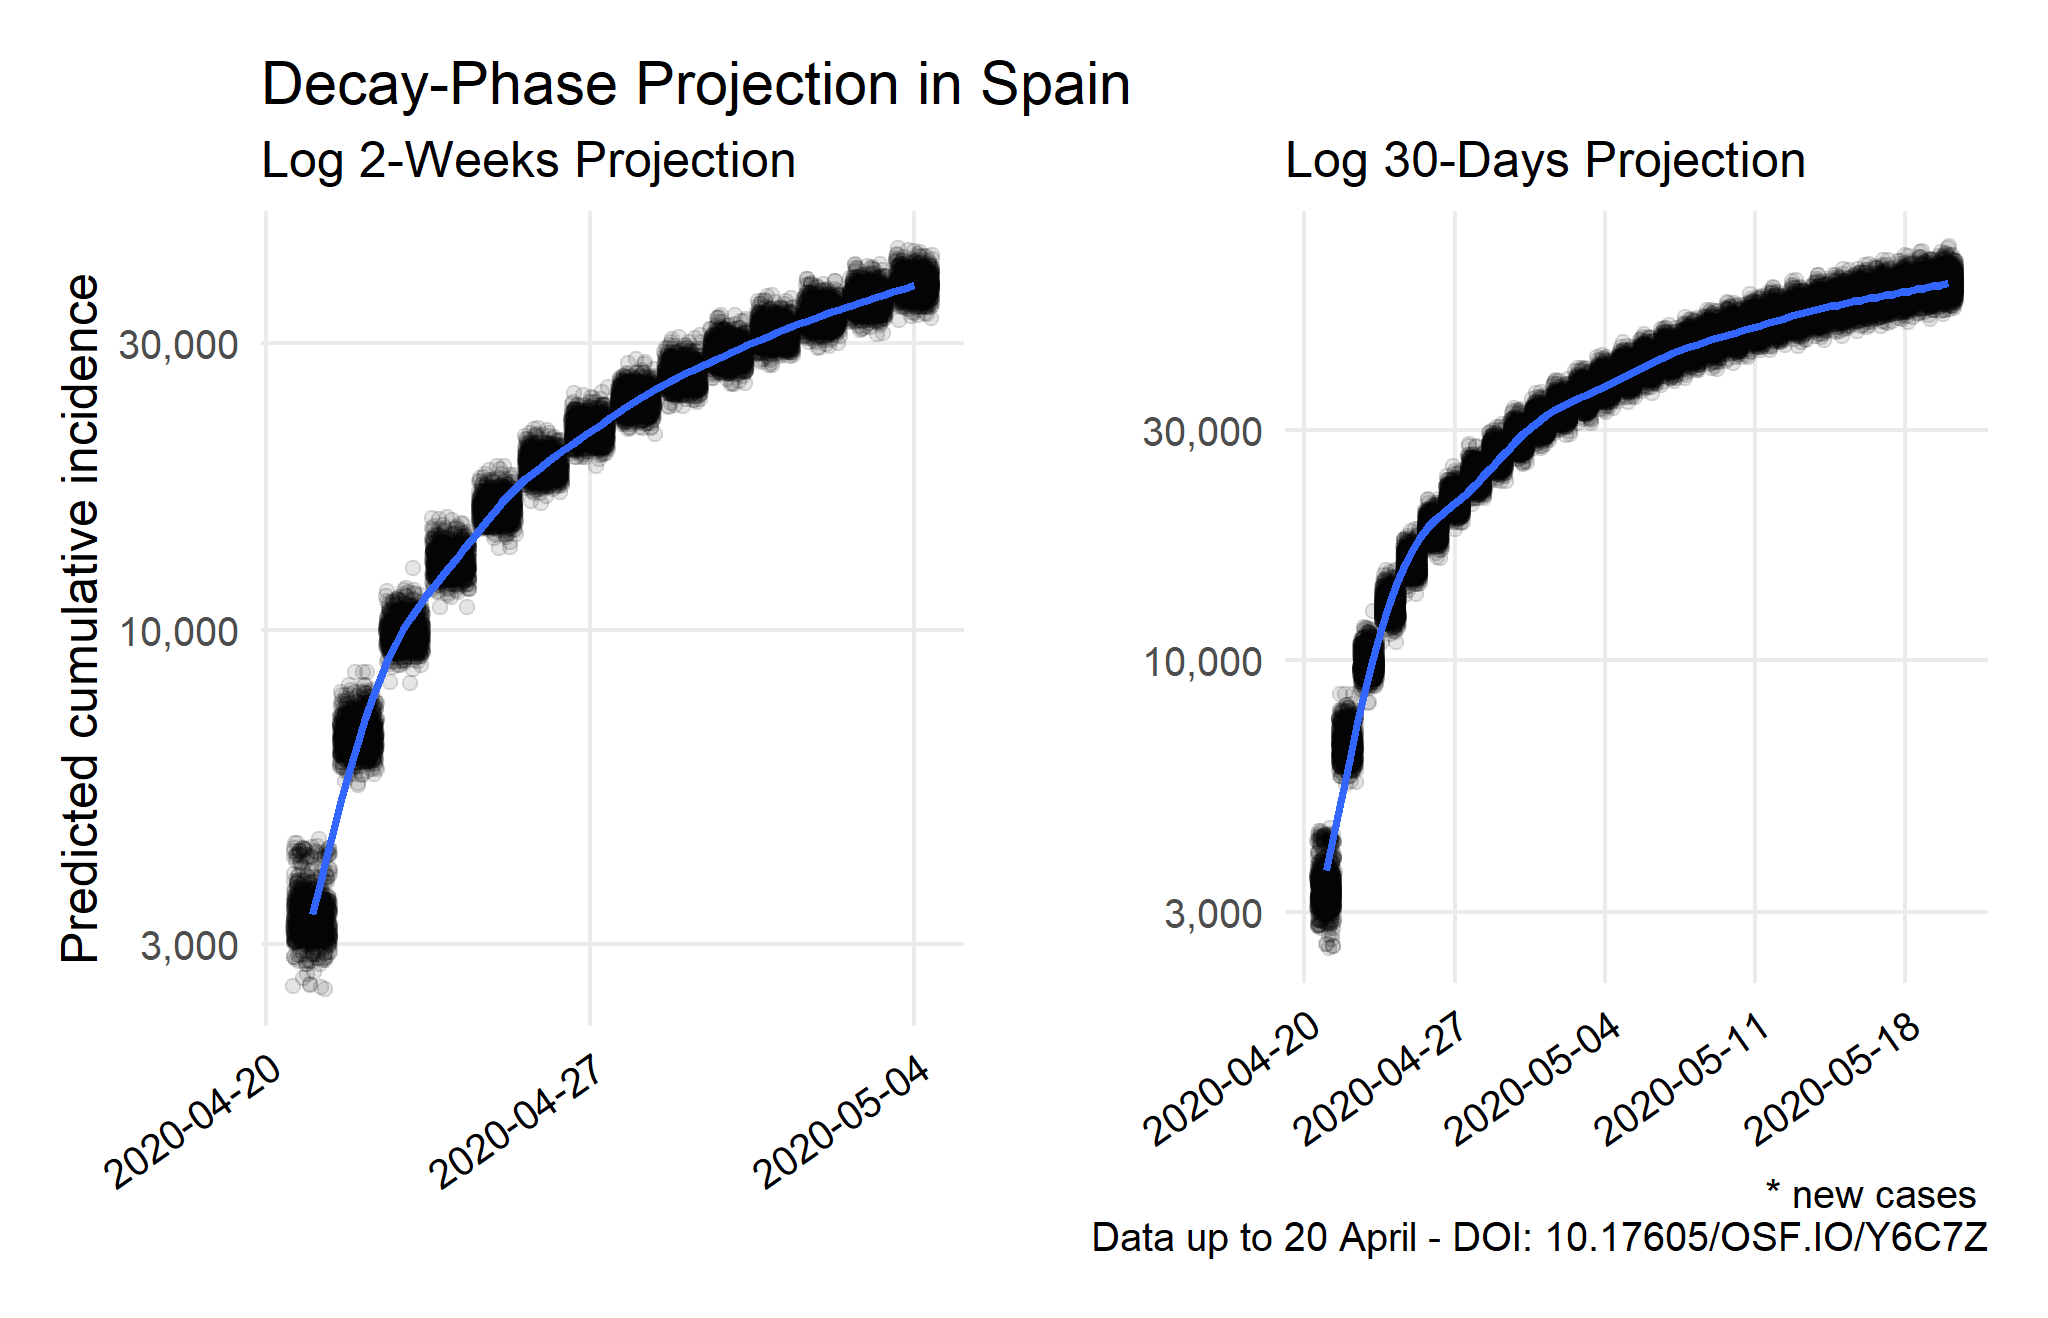 Decay-Phase Projection in Spain
Log 2-Weeks Projection
Predicted cumulative incidence
30,000
10,000
3,000
2020-04-20
2020-04-27
2020-05-04
Log 30-Days Projection
30,000
10,000
3,000
2020-04-20
2020-04-27
2020-05-04
2020-05-11
2020-05-18
* new cases
Data up to 20 April - DOI: 10.17605/OSF.IO/Y6C7Z